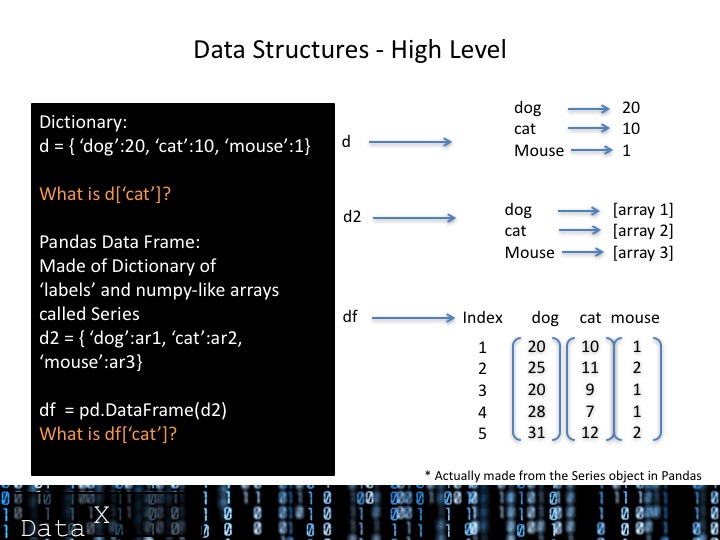 Data Structures - High Level
Dictionary:
d = { ‘dog’:20, ‘cat’:10, ‘mouse’:1}
What is d[‘cat’]?
Pandas Data Frame:
Made of Dictionary of
‘labels’ and numpy-like arrays
called Series
d2 = { ‘dog’:ar1, ‘cat’:ar2,
‘mouse’:ar3}
df  = pd.DataFrame(d2)
What is df[‘cat’]?
d
dog 20
cat 10
Mouse 1
d2
dog [array 1]
cat [array 2]
Mouse [array 3]
df
Index dog cat mouse
1 20 10 1
2 25 11 2
3 20 9 1
4 28 7 1
5 31 12 2
* Actually made from the Series object in Pandas
Data X